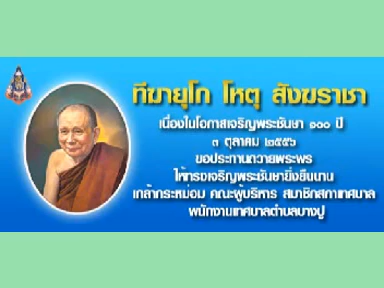 ทีฆายุโก โหตุ สังฆราชา
เนื่องในโอกาสเจริญพระชันษา ๑๐๐ ปี
๓ ตุลาคม ๒๕๕๖
ขอประทานถวายพระพร
ให้ทรงเจริญพระชันษายิ่งยืนนาน
เกล้ากระหม่อม คณะผู้บริหาร สมาชิกสภาเทศบาล
พนักงานเทศบาลตำบลบางปู